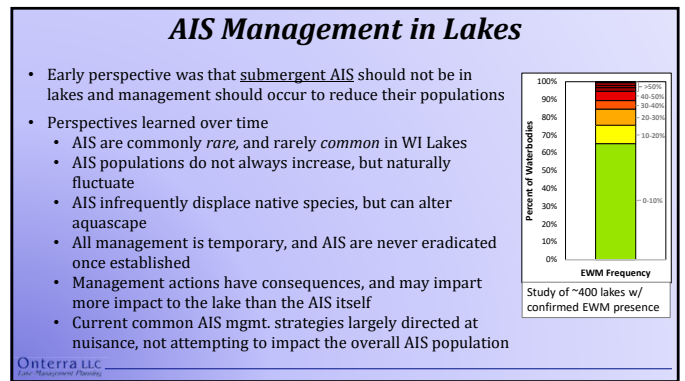 AIS Management in Lakes
• Early perspective was that submergent AIS should not be in
lakes and management should occur to reduce their populations
• Perspectives learned over time
• AIS are commonly rare, and rarely common in WI Lakes
• AIS populations do not always increase, but naturally
fluctuate
• AIS infrequently displace native species, but can alter
aquascape
• All management is temporary, and AIS are never eradicated
once established
• Management actions have consequences, and may impart
more impact to the lake than the AIS itself
• Current common AIS mgmt. strategies largely directed at
nuisance, not attempting to impact the overall AIS population
100%
90%
80%
70%
60%
50%
40%
30%
20%
10%
0%
Percent of Waterbodies
>50%
40-50%
30-40%
20-30%
10-20%
0-10%
EWM Frequency
Study of ~400 lakes w/
confirmed EWM presence
Onterra LLC
Lake Management Planning